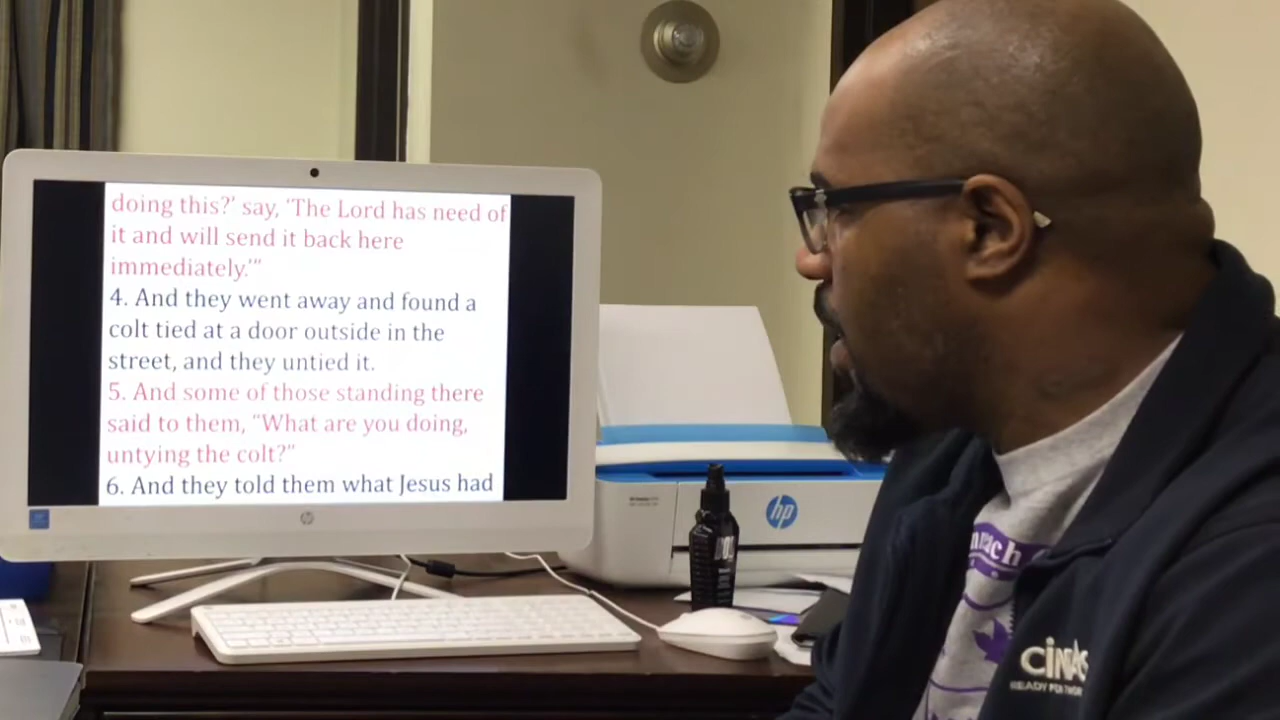 doing this?’ say, ‘The Lord has need of
it and will send it back here
immediately.’”
4. And they went away and found a
colt tied at a door outside in the
street, and they untied it.
5. And some of those standing there
said to them, “What are you doing,
untying the colt?”
6. And they told them what Jesus had
hp
hp
READY FOR